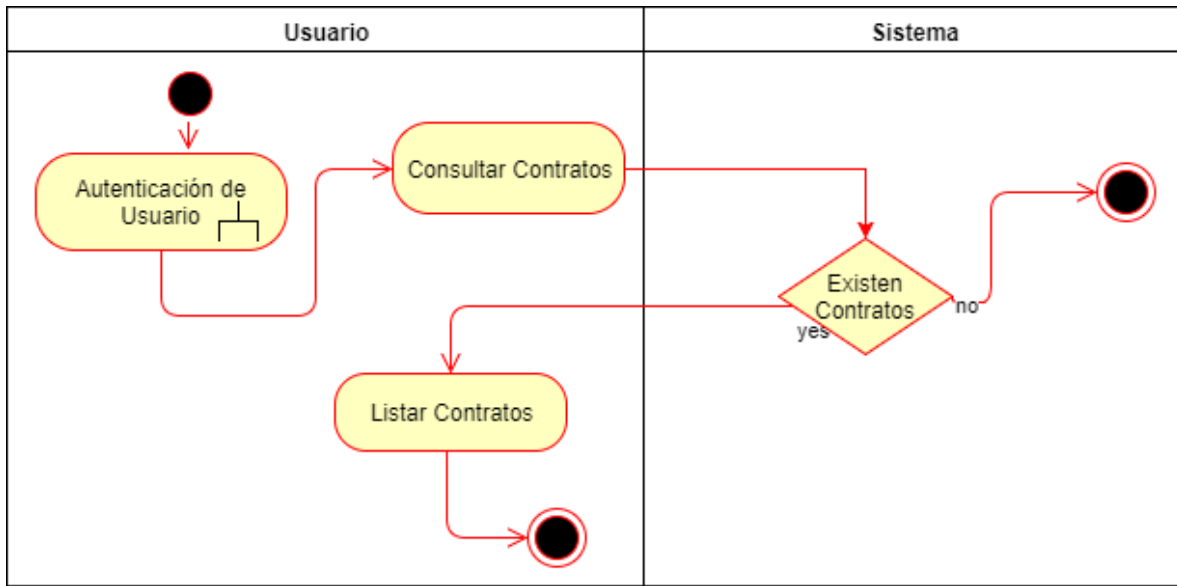 Usuario
Sistema
Autenticación de
Usuario
Consultar Contratos
Existen
Contratos
no
yes
Listar Contratos